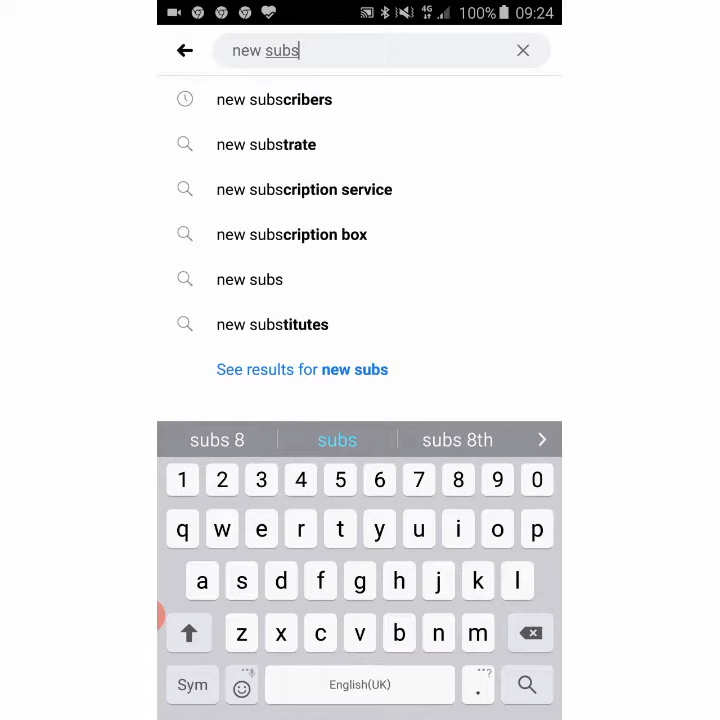 4G 100% 09:24
new subs
new subscribers
new substrate
new subscription service
new subscription box
new subs
new substitutes
See results for new subs
subs 8 subs subs 8th
1 2 3 4 5 6 7 8 9 0
q w e r t y u i o p
a s d f g h j k l
z x c v b n m
Sym English(UK) . ...?